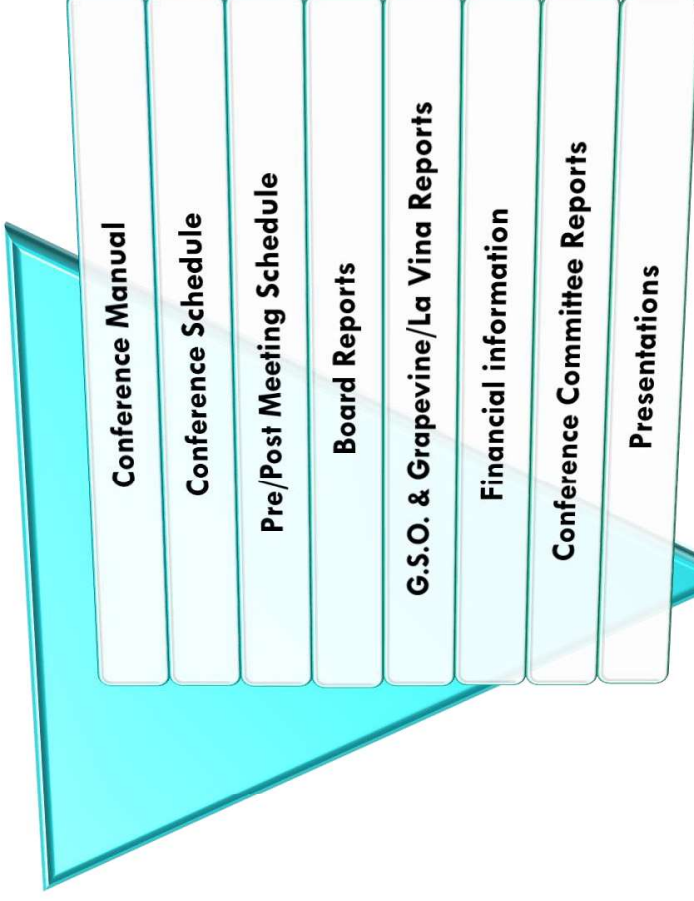 Conference Manual
Conference Schedule
Pre/Post Meeting Schedule
Board Reports
G.S.O. & Grapevine/La Vina Reports
Financial information
Conference Committee Reports
Presentations